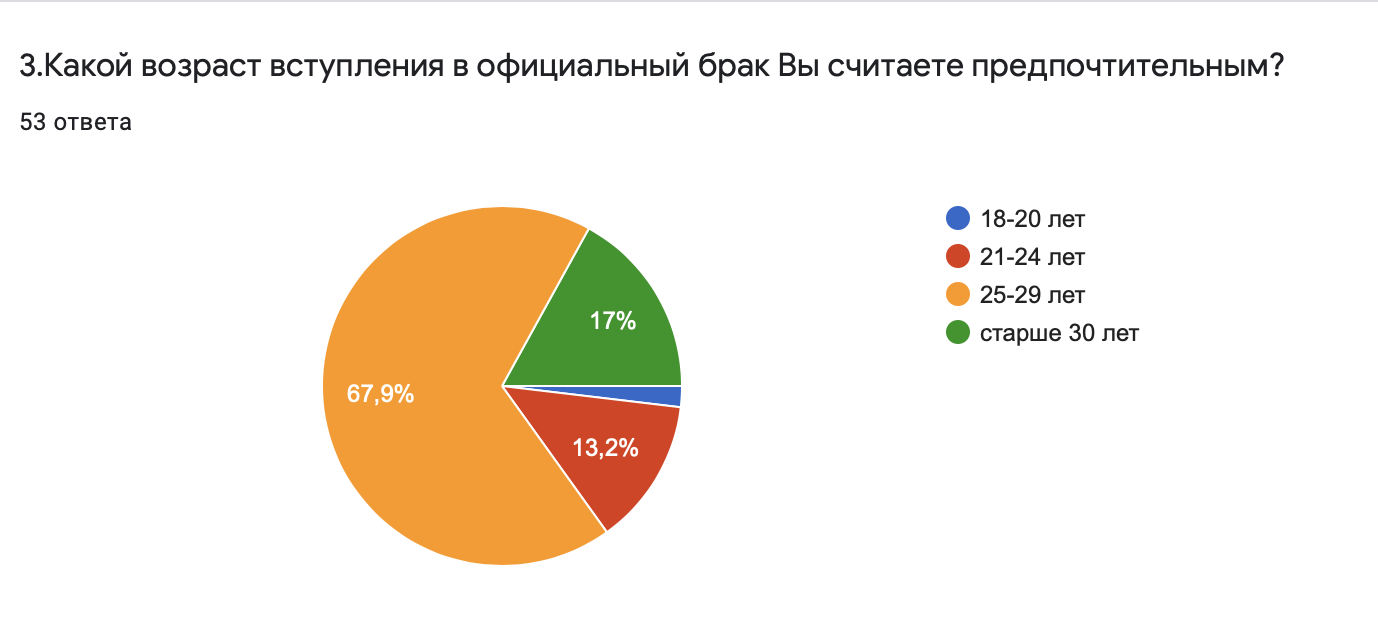 3.Какой возраст вступления в официальный брак Вы считаете предпочтительным?
53 ответа
18-20 лет
21-24 лет
25-29 лет
старше 30 лет
17%
67,9%
13,2%